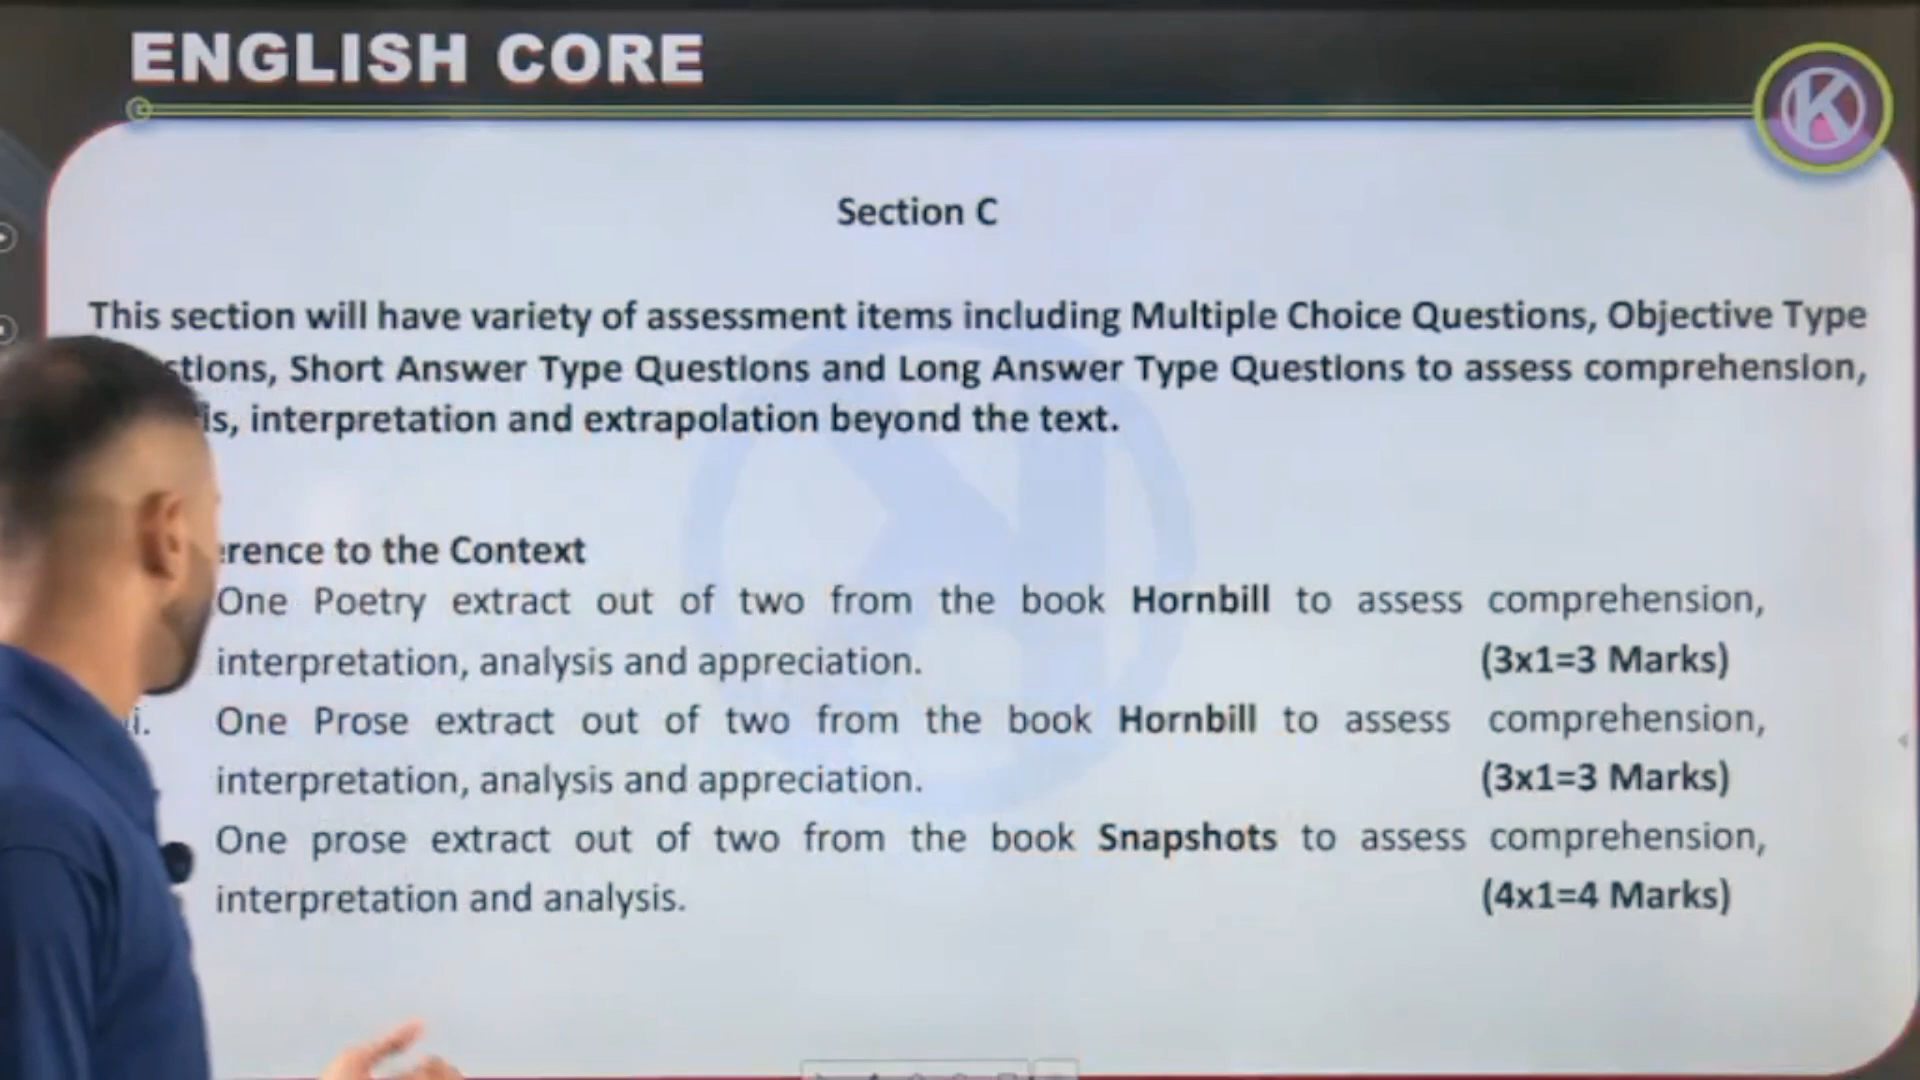 ENGLISH CORE
K
Section C
This section will have variety of assessment items including Multiple Choice Questions, Objective Type
stions, Short Answer Type Questions and Long Answer Type Questions to assess comprehension,
is, interpretation and extrapolation beyond the text.
rence to the Context
One Poetry extract out of two from the book Hornbill to assess comprehension,
interpretation, analysis and appreciation. (3x1=3 Marks)
i. One Prose extract out of two from the book Hornbill to assess comprehension,
interpretation, analysis and appreciation. (3x1=3 Marks)
One prose extract out of two from the book Snapshots to assess comprehension,
interpretation and analysis. (4x1=4 Marks)